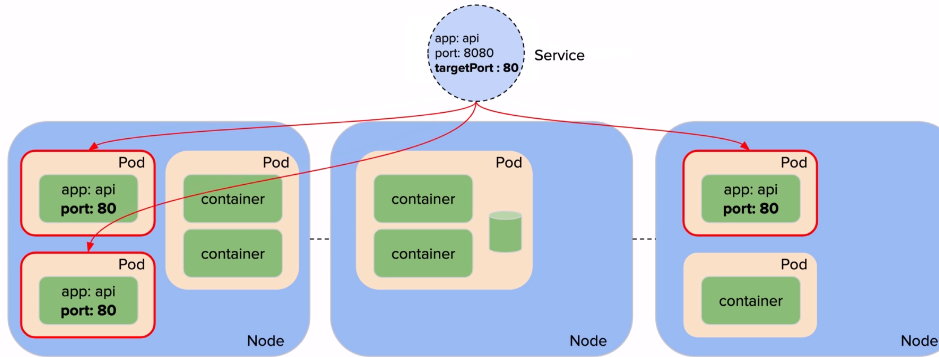 app: api
port: 8080
targetPort : 80
Service
Pod
app: api
port: 80
Pod
container
container
Pod
app: api
port: 80
Node
Pod
container
container
Node
Pod
app: api
port: 80
Pod
container
Node